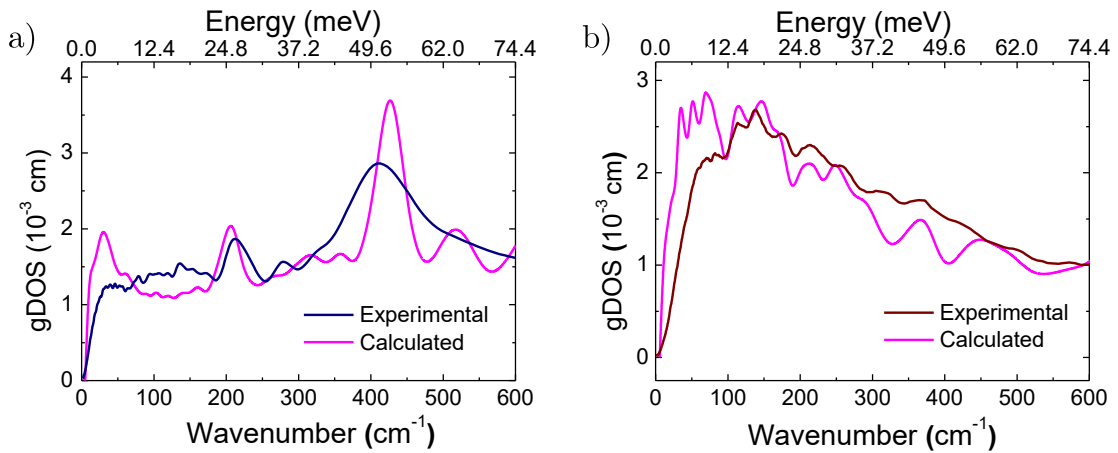 a)
Energy (meV)
0.0 12.4 24.8 37.2 49.6 62.0 74.4
4
3
2
1
0
gDOS (10⁻³ cm)
Experimental
Calculated
0 100 200 300 400 500 600
Wavenumber (cm⁻¹)
b)
Energy (meV)
0.0 12.4 24.8 37.2 49.6 62.0 74.4
3
2
1
0
gDOS (10⁻³ cm)
Experimental
Calculated
0 100 200 300 400 500 600
Wavenumber (cm⁻¹)